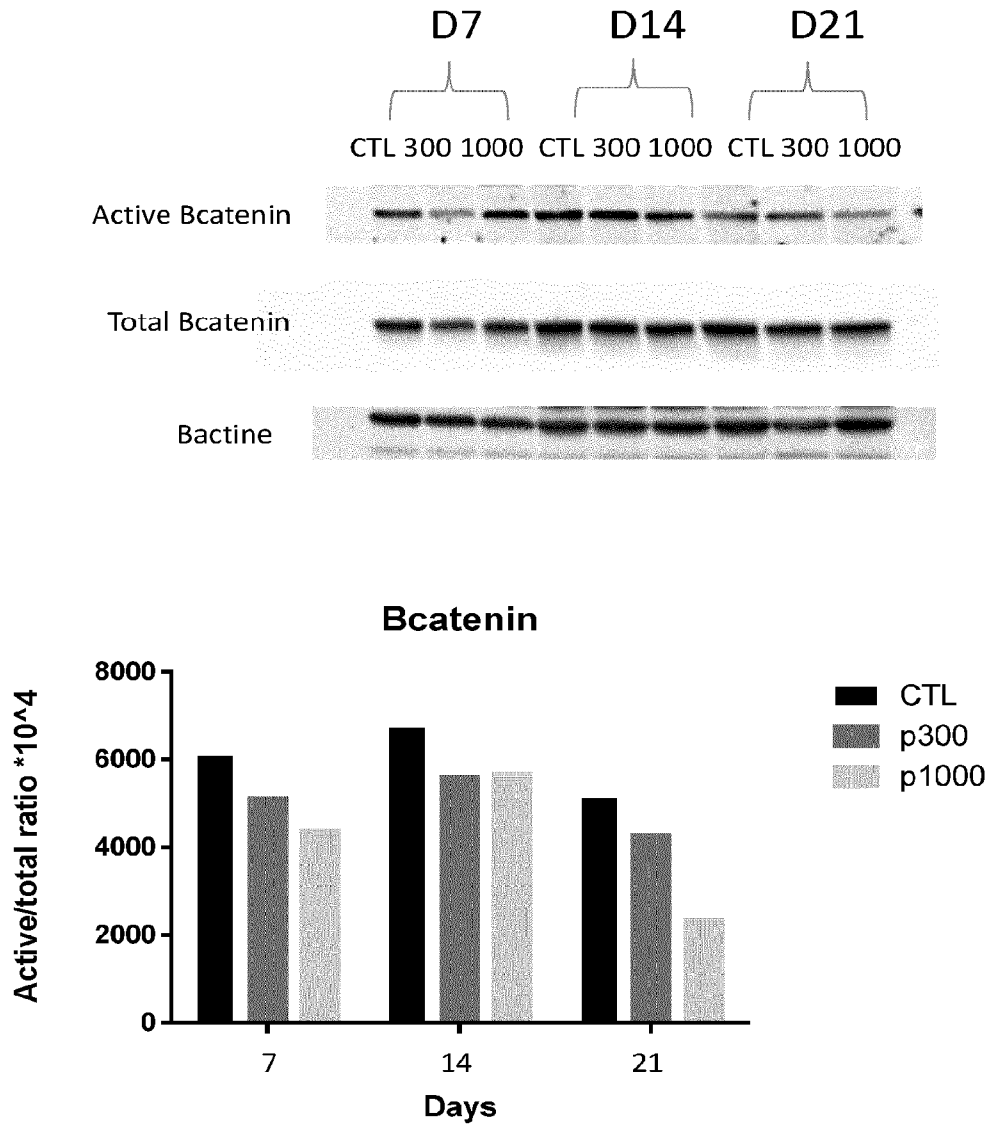 D7 D14 D21
CTL 300 1000 CTL 300 1000 CTL 300 1000
Active Bcatenin
Total Bcatenin
Bactine
Bcatenin
Active/total ratio *10^4
8000
6000
4000
2000
0
7 14 21
Days
CTL
p300
p1000